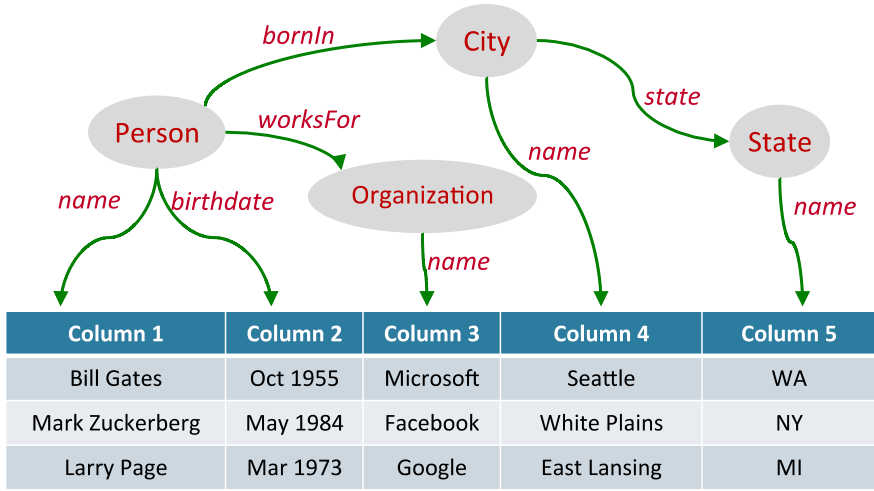 bornIn
City
state
worksFor
Person
name
State
Organization
name
birthdate
name
name
Column 1 Column 2 Column 3 Column 4 Column 5
Bill Gates Oct 1955 Microsoft Seattle WA
Mark Zuckerberg May 1984 Facebook White Plains NY
Larry Page Mar 1973 Google East Lansing MI